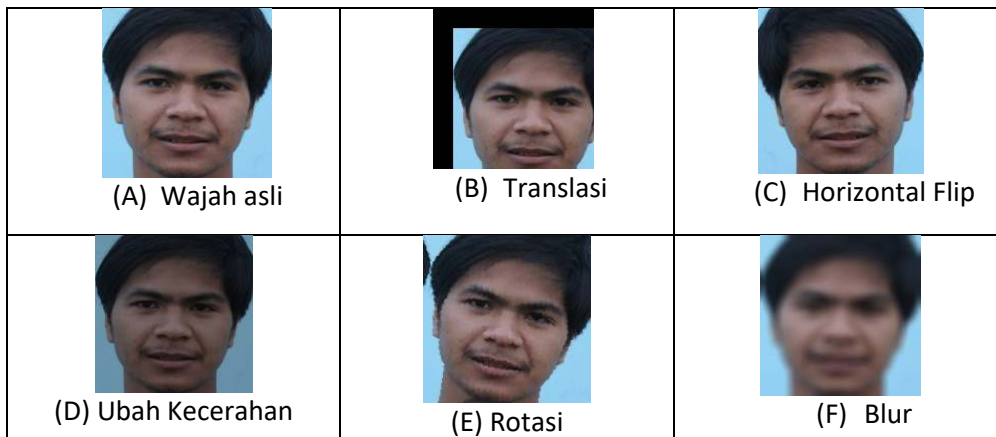 (A) Wajah asli
(B) Translasi
(C) Horizontal Flip
(D) Ubah Kecerahan
(E) Rotasi
(F) Blur